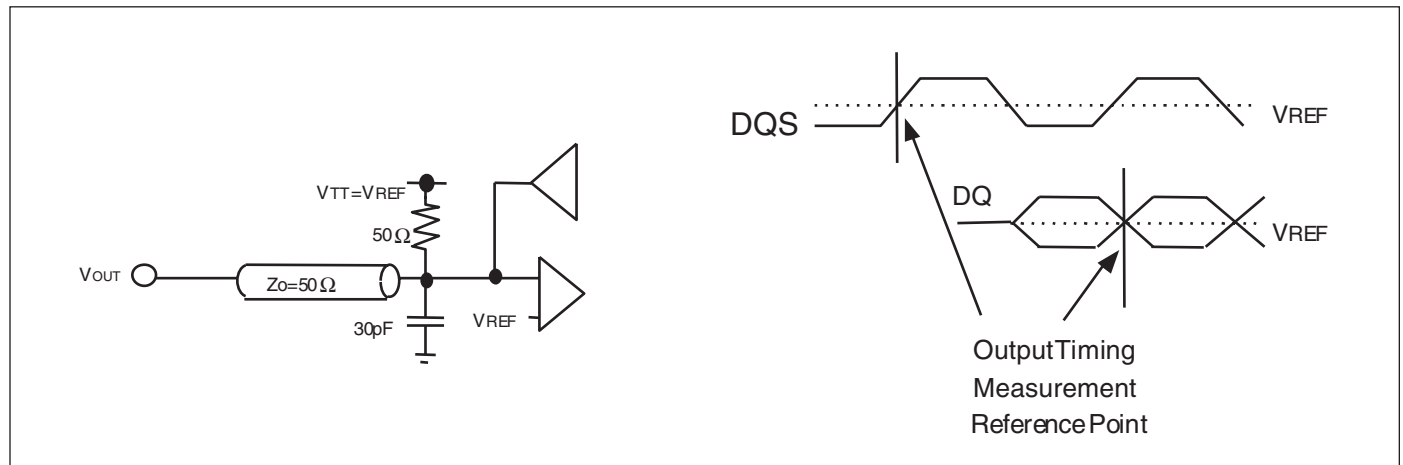 VTT=VREF
50Ω
VOUT
Zo=50Ω
30pF
VREF
DQS
VREF
DQ
VREF
OutputTiming
Measurement
ReferencePoint